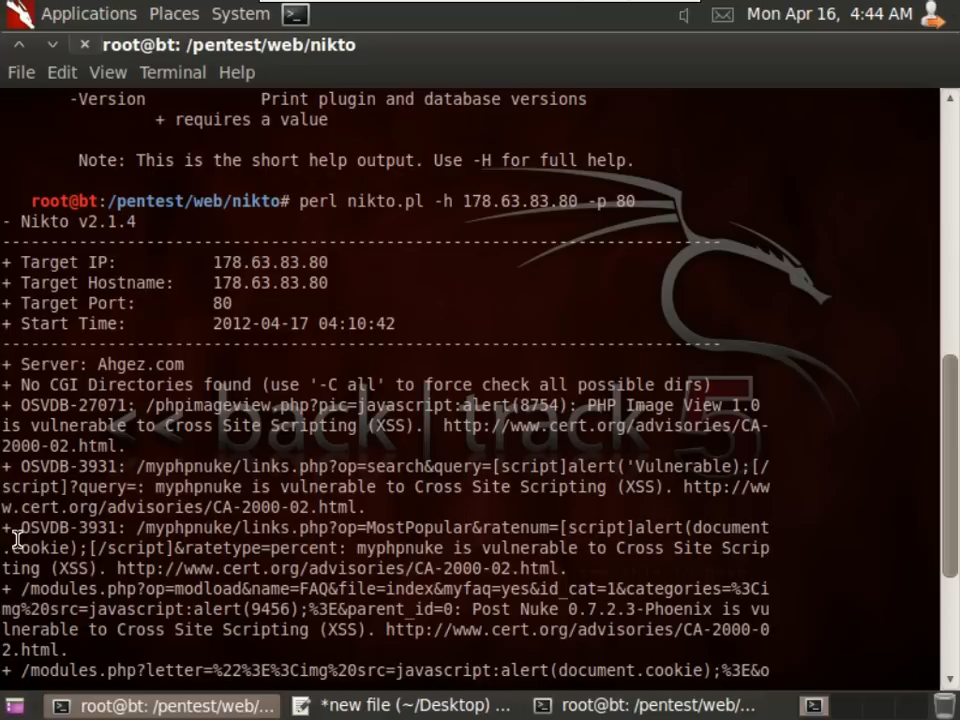 Applications Places System Mon Apr 16, 4:44 AM
root@bt: /pentest/web/nikto
File Edit View Terminal Help
-Version Print plugin and database versions
+ requires a value
Note: This is the short help output. Use -H for full help.
root@bt:/pentest/web/nikto# perl nikto.pl -h 178.63.83.80 -p 80
- Nikto v2.1.4
---------------------------------------------------------------------------
+ Target IP: 178.63.83.80
+ Target Hostname: 178.63.83.80
+ Target Port: 80
+ Start Time: 2012-04-17 04:10:42
---------------------------------------------------------------------------
+ Server: Ahgez.com
+ No CGI Directories found (use '-C all' to force check all possible dirs)
+ OSVDB-27071: /phpimageview.php?pic=javascript:alert(8754): PHP Image View 1.0
is vulnerable to Cross Site Scripting (XSS). http://www.cert.org/advisories/CA-
2000-02.html.
+ OSVDB-3931: /myphpnuke/links.php?op=search&query=[script]alert('Vulnerable);[/
script]?query=: myphpnuke is vulnerable to Cross Site Scripting (XSS). http://ww
w.cert.org/advisories/CA-2000-02.html.
+ OSVDB-3931: /myphpnuke/links.php?op=MostPopular&ratenum=[script]alert(document
.cookie);[/script]&ratetype=percent: myphpnuke is vulnerable to Cross Site Scrip
ting (XSS). http://www.cert.org/advisories/CA-2000-02.html.
+ /modules.php?op=modload&name=FAQ&file=index&myfaq=yes&id_cat=1&categories=%3Ci
mg%20src=javascript:alert(9456);%3E&parent_id=0: Post Nuke 0.7.2.3-Phoenix is vu
lnerable to Cross Site Scripting (XSS). http://www.cert.org/advisories/CA-2000-0
2.html.
+ /modules.php?letter=%22%3E%3Cimg%20src=javascript:alert(document.cookie);%3E&o
<< back | track 5
root@bt: /pentest/web/... *new file (~/Desktop) ... root@bt: /pentest/web/...